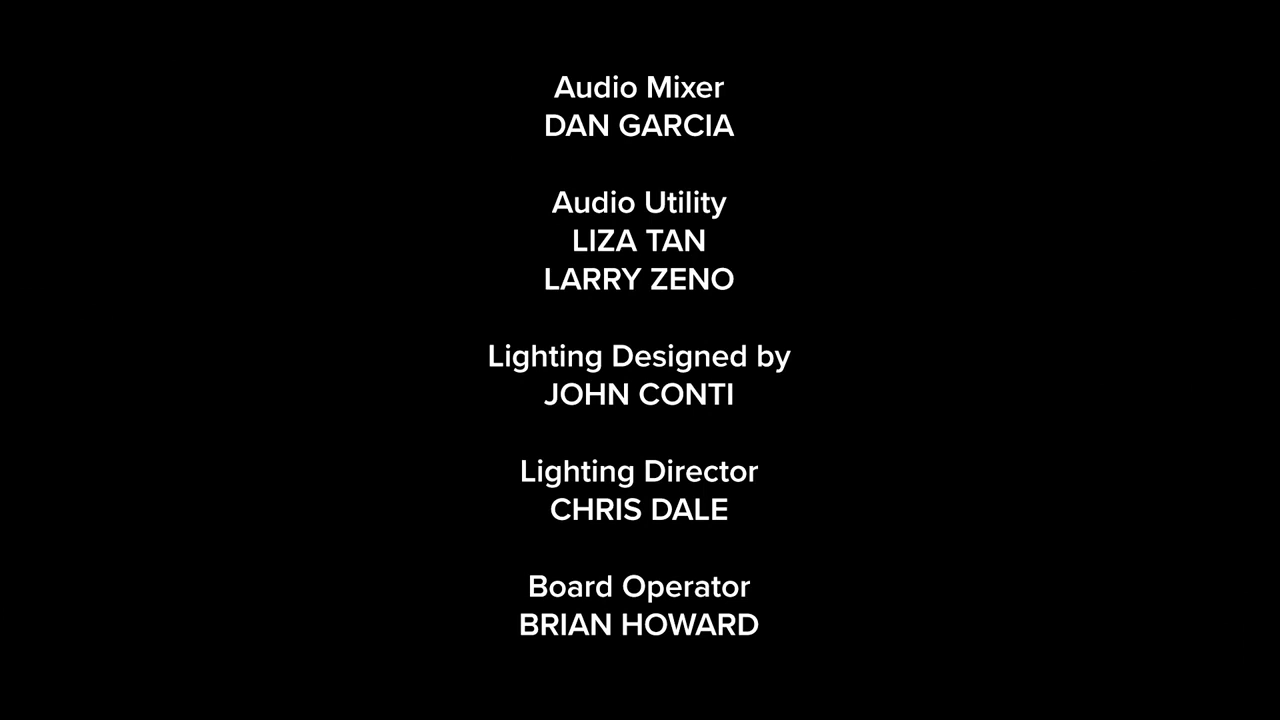 Audio Mixer
DAN GARCIA
Audio Utility
LIZA TAN
LARRY ZENO
Lighting Designed by
JOHN CONTI
Lighting Director
CHRIS DALE
Board Operator
BRIAN HOWARD